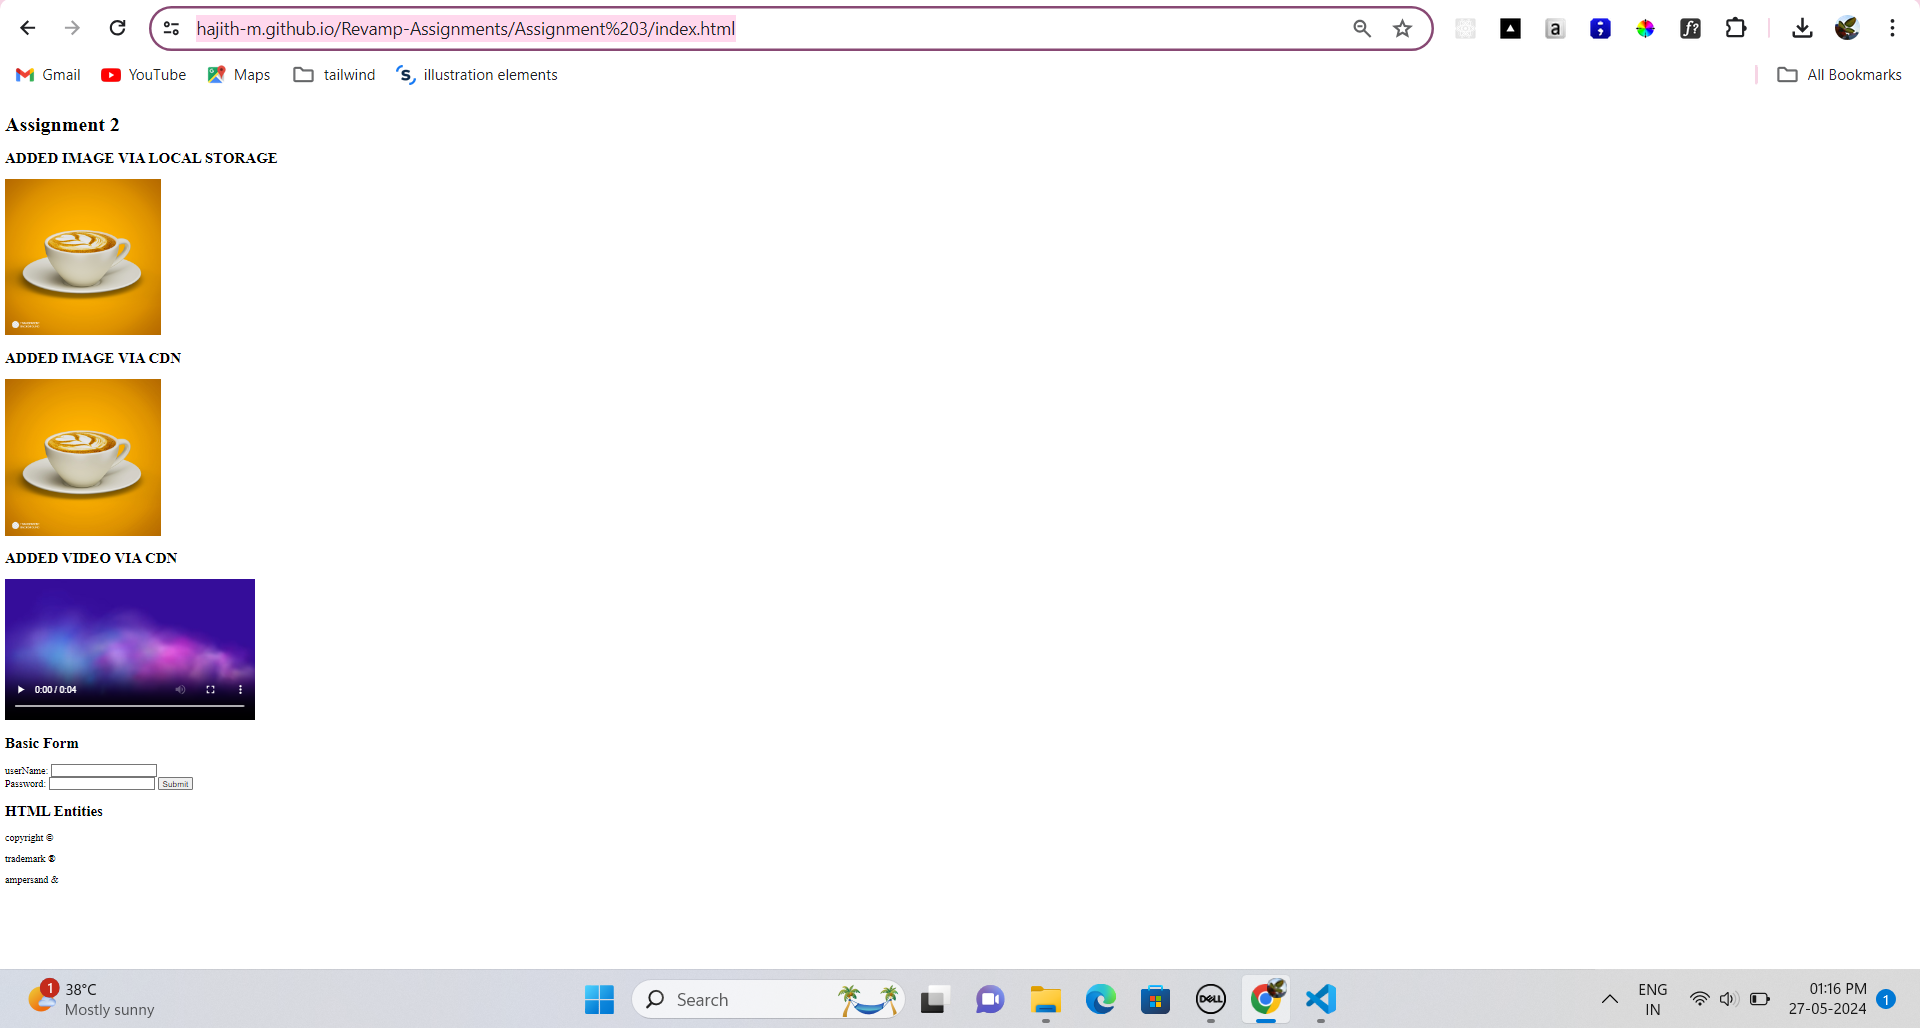 hajith-m.github.io/Revamp-Assignments/Assignment%203/index.html
a
;
f?
Gmail
YouTube
Maps
tailwind
illustration elements
All Bookmarks
Assignment 2
ADDED IMAGE VIA LOCAL STORAGE
ADDED IMAGE VIA CDN
ADDED VIDEO VIA CDN
0:00 / 0:04
Basic Form
userName:
Password:
Submit
HTML Entities
copyright ©
trademark ®
ampersand &
1
38°C
Mostly sunny
Search
DELL
ENG
IN
01:16 PM
27-05-2024
1